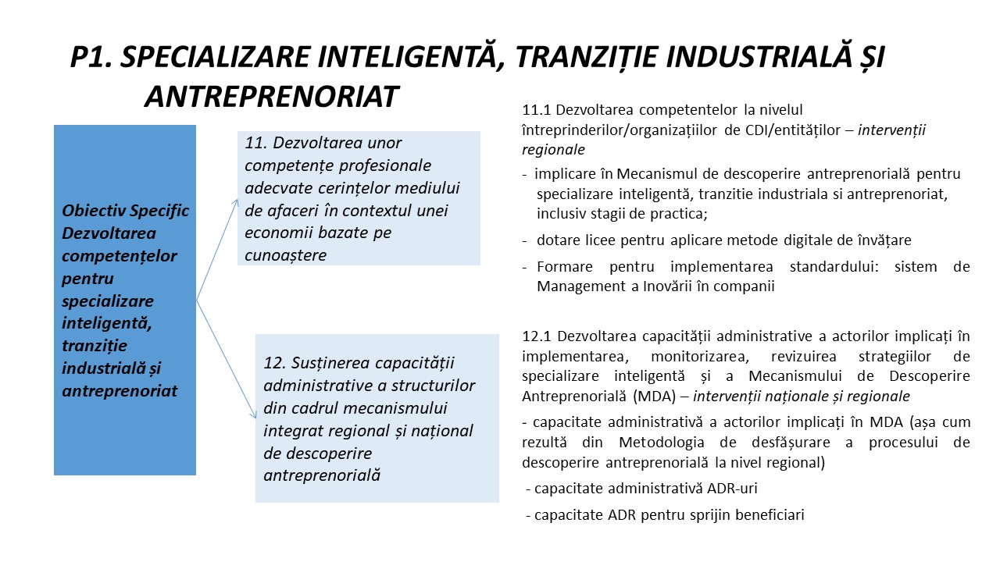 P1. SPECIALIZARE INTELIGENTĂ, TRANZIȚIE INDUSTRIALĂ ȘI
ANTREPRENORIAT
Obiectiv Specific
Dezvoltarea
competențelor
pentru
specializare
inteligentă,
tranziție
industrială și
antreprenoriat
11. Dezvoltarea unor
competențe profesionale
adecvate cerințelor mediului
de afaceri în contextul unei
economii bazate pe
cunoaștere
12. Susținerea capacității
administrative a structurilor
din cadrul mecanismului
integrat regional și național
de descoperire
antreprenorială
11.1 Dezvoltarea competentelor la nivelul
întreprinderilor/organizațiilor de CDI/entităților – intervenții
regionale
- implicare în Mecanismul de descoperire antreprenorială pentru
specializare inteligentă, tranzitie industriala si antreprenoriat,
inclusiv stagii de practica;
- dotare licee pentru aplicare metode digitale de învățare
- Formare pentru implementarea standardului: sistem de
Management a Inovării în companii
12.1 Dezvoltarea capacității administrative a actorilor implicați în
implementarea, monitorizarea, revizuirea strategiilor de
specializare inteligentă și a Mecanismului de Descoperire
Antreprenorială (MDA) – intervenții naționale și regionale
- capacitate administrativă a actorilor implicați în MDA (așa cum
rezultă din Metodologia de desfășurare a procesului de
descoperire antreprenorială la nivel regional)
- capacitate administrativă ADR-uri
- capacitate ADR pentru sprijin beneficiari